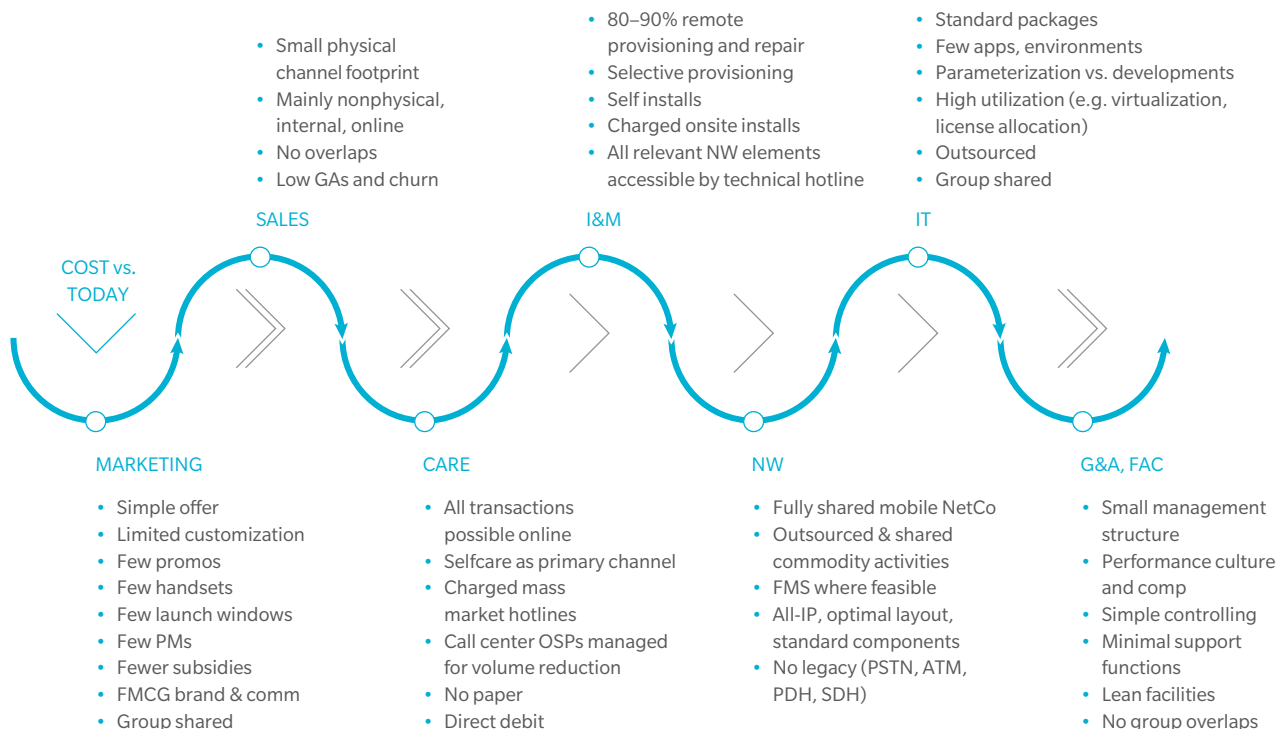 • Small physical
channel footprint
• Mainly nonphysical,
internal, online
• No overlaps
• Low GAs and churn
SALES
• 80–90% remote
provisioning and repair
• Selective provisioning
• Self installs
• Charged onsite installs
• All relevant NW elements
accessible by technical hotline
I&M
• Standard packages
• Few apps, environments
• Parameterization vs. developments
• High utilization (e.g. virtualization,
license allocation)
• Outsourced
• Group shared
IT
COST vs.
TODAY
MARKETING
• Simple offer
• Limited customization
• Few promos
• Few handsets
• Few launch windows
• Few PMs
• Fewer subsidies
• FMCG brand & comm
• Group shared
CARE
• All transactions
possible online
• Selfcare as primary channel
• Charged mass
market hotlines
• Call center OSPs managed
for volume reduction
• No paper
• Direct debit
NW
• Fully shared mobile NetCo
• Outsourced & shared
commodity activities
• FMS where feasible
• All-IP, optimal layout,
standard components
• No legacy (PSTN, ATM,
PDH, SDH)
G&A, FAC
• Small management
structure
• Performance culture
and comp
• Simple controlling
• Minimal support
functions
• Lean facilities
• No group overlaps